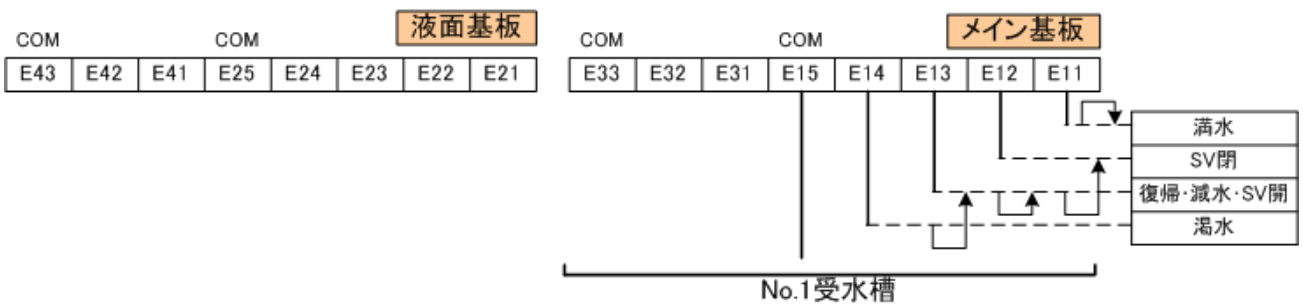 液面基板
メイン基板
COM COM COM COM
E43 E42 E41 E25 E24 E23 E22 E21 E33 E32 E31 E15 E14 E13 E12 E11
満水
SV閉
復帰・減水・SV開
渇水
No.1受水槽